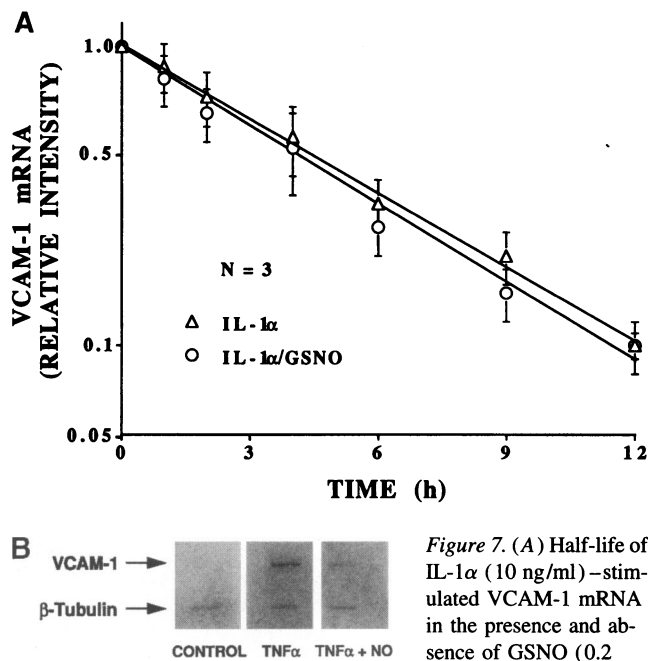 A
VCAM-1 mRNA
(RELATIVE INTENSITY)
1.0
0.5
0.1
0.05
N = 3
△ IL-1α
○ IL-1α/GSNO
0 3 6 9 12
TIME (h)
B
VCAM-1
β-Tubulin
CONTROL TNFα TNFα + NO
Figure 7. (A) Half-life of
IL-1α (10 ng/ml)–stim-
ulated VCAM-1 mRNA
in the presence and ab-
sence of GSNO (0.2